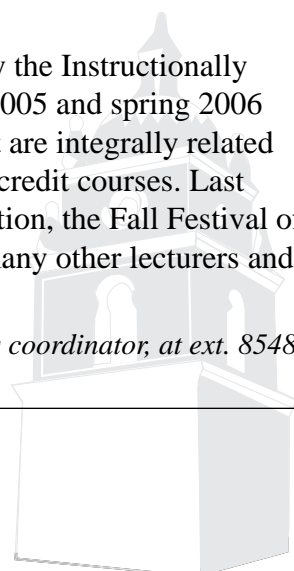 the Instructionally
005 and spring 2006
are integrally related
credit courses. Last
tion, the Fall Festival of
any other lecturers and
coordinator, at ext. 8548